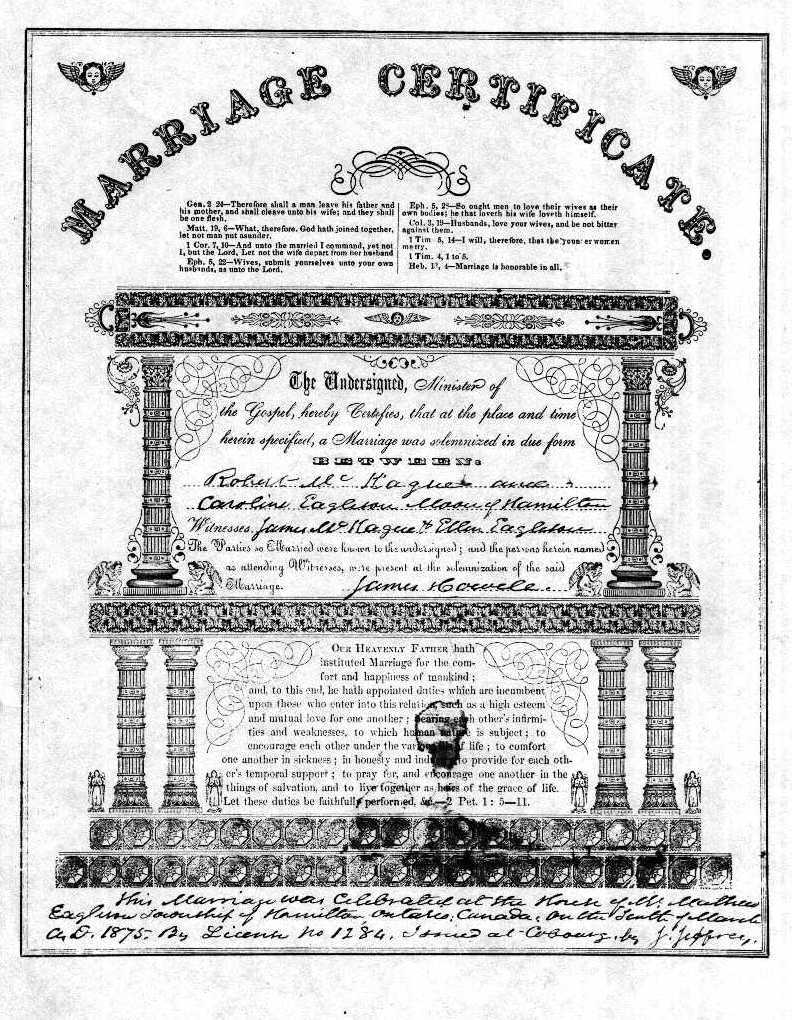 MARRIAGE CERTIFICATE.
Gen. 2 24—Therefore shall a man leave his father and
his mother, and shall cleave unto his wife; and they shall
be one flesh.
Matt. 19, 6—What, therefore, God hath joined together,
let not man put asunder.
1 Cor. 7, 10—And unto the married I command, yet not
I, but the Lord, Let not the wife depart from her husband
Eph. 5, 22—Wives, submit yourselves unto your own
husbands, as unto the Lord.
Eph. 5, 28—So ought men to love their wives as their
own bodies; he that loveth his wife loveth himself.
Col. 3, 19—Husbands, love your wives, and be not bitter
against them.
1 Tim. 5, 14—I will, therefore, that the younger women
marry.
1 Tim. 4, 1 to 5.
Heb. 13, 4—Marriage is honorable in all.
The Undersigned, Minister of
the Gospel, hereby Certifies, that at the place and time
herein specified, a Marriage was solemnized in due form
BETWEEN:
Robert Mc Hague and
Caroline Eagleson Moon of Hamilton
Witnesses James McHague & Ellen Eagleson
The Parties so Married were known to the undersigned; and the persons herein named
as attending Witnesses, were present at the solemnization of the said
Marriage. James Howell
OUR HEAVENLY FATHER hath
instituted Marriage for the com-
fort and happiness of mankind;
and, to this end, he hath appointed duties which are incumbent
upon those who enter into this relation, such as a high esteem
and mutual love for one another; bearing each other's infirmi-
ties and weaknesses, to which human nature is subject; to
encourage each other under the various of life; to comfort
one another in sickness; in honesty and industry to provide for each oth-
er's temporal support; to pray for, and encourage one another in the
things of salvation, and to live together as heirs of the grace of life.
Let these duties be faithfully performed, &c.—2 Pet. 1: 5—11.
This Marriage was Celebrated at the House of Mr. Mathew
Eagleson Township of Hamilton Ontario, Canada, on the Tenth of March
A.D. 1875. By License No 1284. Issued at Cobourg. by J. Jeffrey.